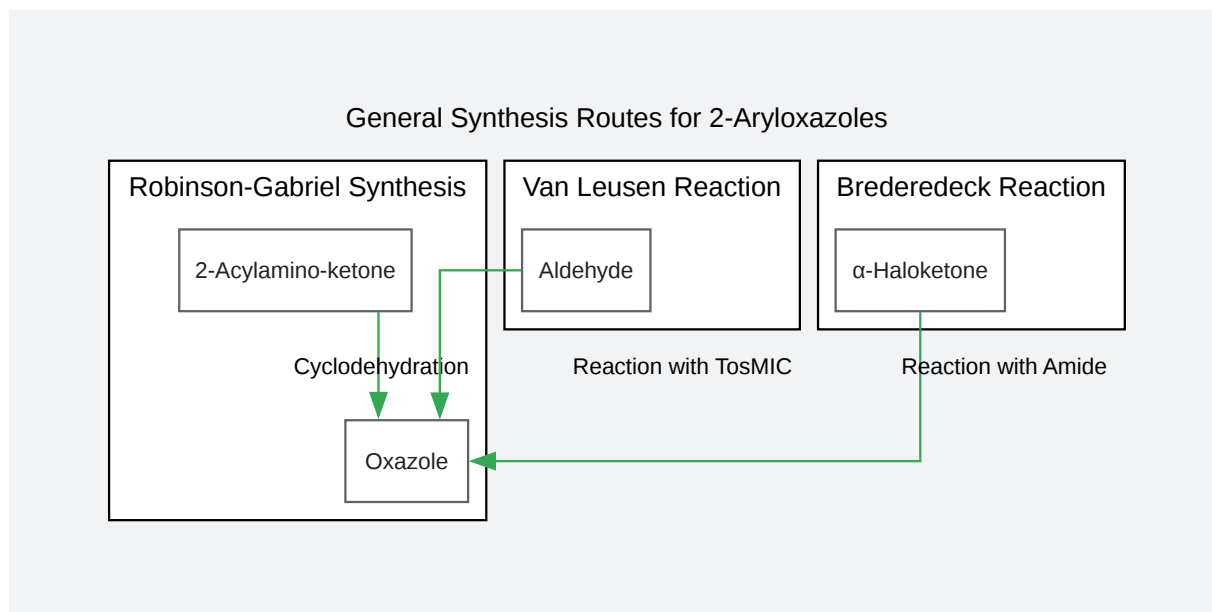 General Synthesis Routes for 2-Aryloxazoles
Robinson-Gabriel Synthesis
Van Leusen Reaction
Brederedeck Reaction
2-Acylamino-ketone
Aldehyde
α-Haloketone
Cyclodehydration
Reaction with TosMIC
Reaction with Amide
Oxazole